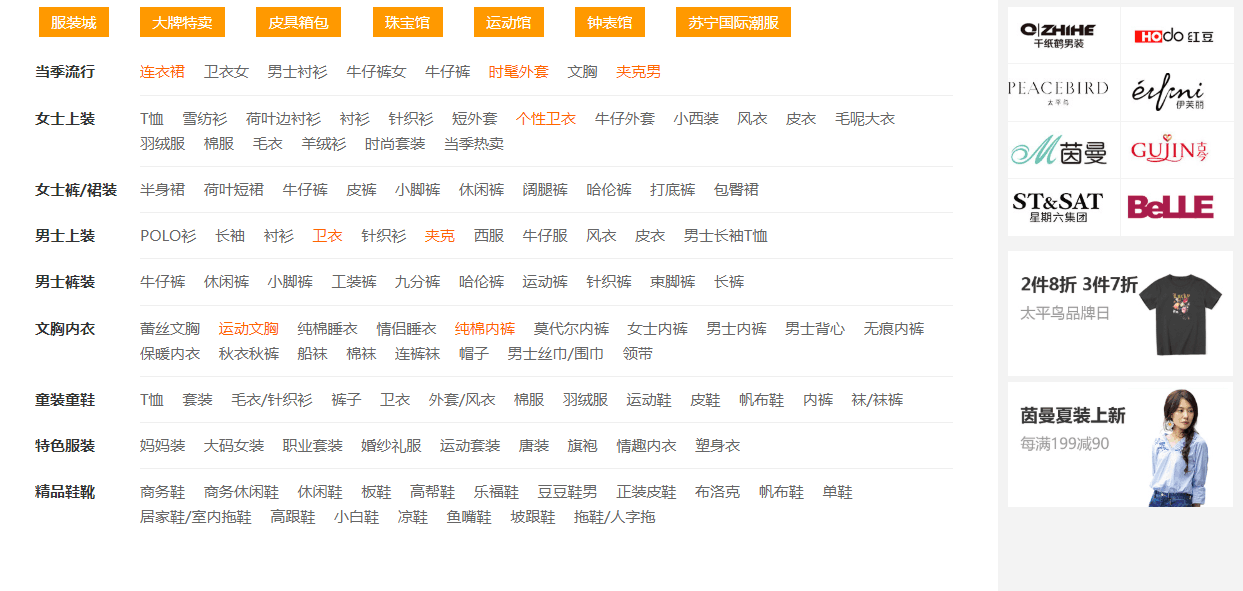 服装城 大牌特卖 皮具箱包 珠宝馆 运动馆 钟表馆 苏宁国际潮服
当季流行 连衣裙 卫衣女 男士衬衫 牛仔裤女 牛仔裤 时髦外套 文胸 夹克男
女士上装 T恤 雪纺衫 荷叶边衬衫 衬衫 针织衫 短外套 个性卫衣 牛仔外套 小西装 风衣 皮衣 毛呢大衣
羽绒服 棉服 毛衣 羊绒衫 时尚套装 当季热卖
女士裤/裙装 半身裙 荷叶短裙 牛仔裤 皮裤 小脚裤 休闲裤 阔腿裤 哈伦裤 打底裤 包臀裙
男士上装 POLO衫 长袖 衬衫 卫衣 针织衫 夹克 西服 牛仔服 风衣 皮衣 男士长袖T恤
男士裤装 牛仔裤 休闲裤 小脚裤 工装裤 九分裤 哈伦裤 运动裤 针织裤 束脚裤 长裤
文胸内衣 蕾丝文胸 运动文胸 纯棉睡衣 情侣睡衣 纯棉内裤 莫代尔内裤 女士内裤 男士内裤 男士背心 无痕内裤
保暖内衣 秋衣秋裤 船袜 棉袜 连裤袜 帽子 男士丝巾/围巾 领带
童装童鞋 T恤 套装 毛衣/针织衫 裤子 卫衣 外套/风衣 棉服 羽绒服 运动鞋 皮鞋 帆布鞋 内裤 袜/袜裤
特色服装 妈妈装 大码女装 职业套装 婚纱礼服 运动套装 唐装 旗袍 情趣内衣 塑身衣
精品鞋靴 商务鞋 商务休闲鞋 休闲鞋 板鞋 高帮鞋 乐福鞋 豆豆鞋男 正装皮鞋 布洛克 帆布鞋 单鞋
居家鞋/室内拖鞋 高跟鞋 小白鞋 凉鞋 鱼嘴鞋 坡跟鞋 拖鞋/人字拖
QIZHIHE
千纸鹤男装
HOdo 红豆
PEACEBIRD
太平鸟
érfini
伊芙丽
茵曼
GUJIN 古今
ST&SAT
星期六集团
BeLLE
2件8折 3件7折
太平鸟品牌日
茵曼夏装上新
每满199减90